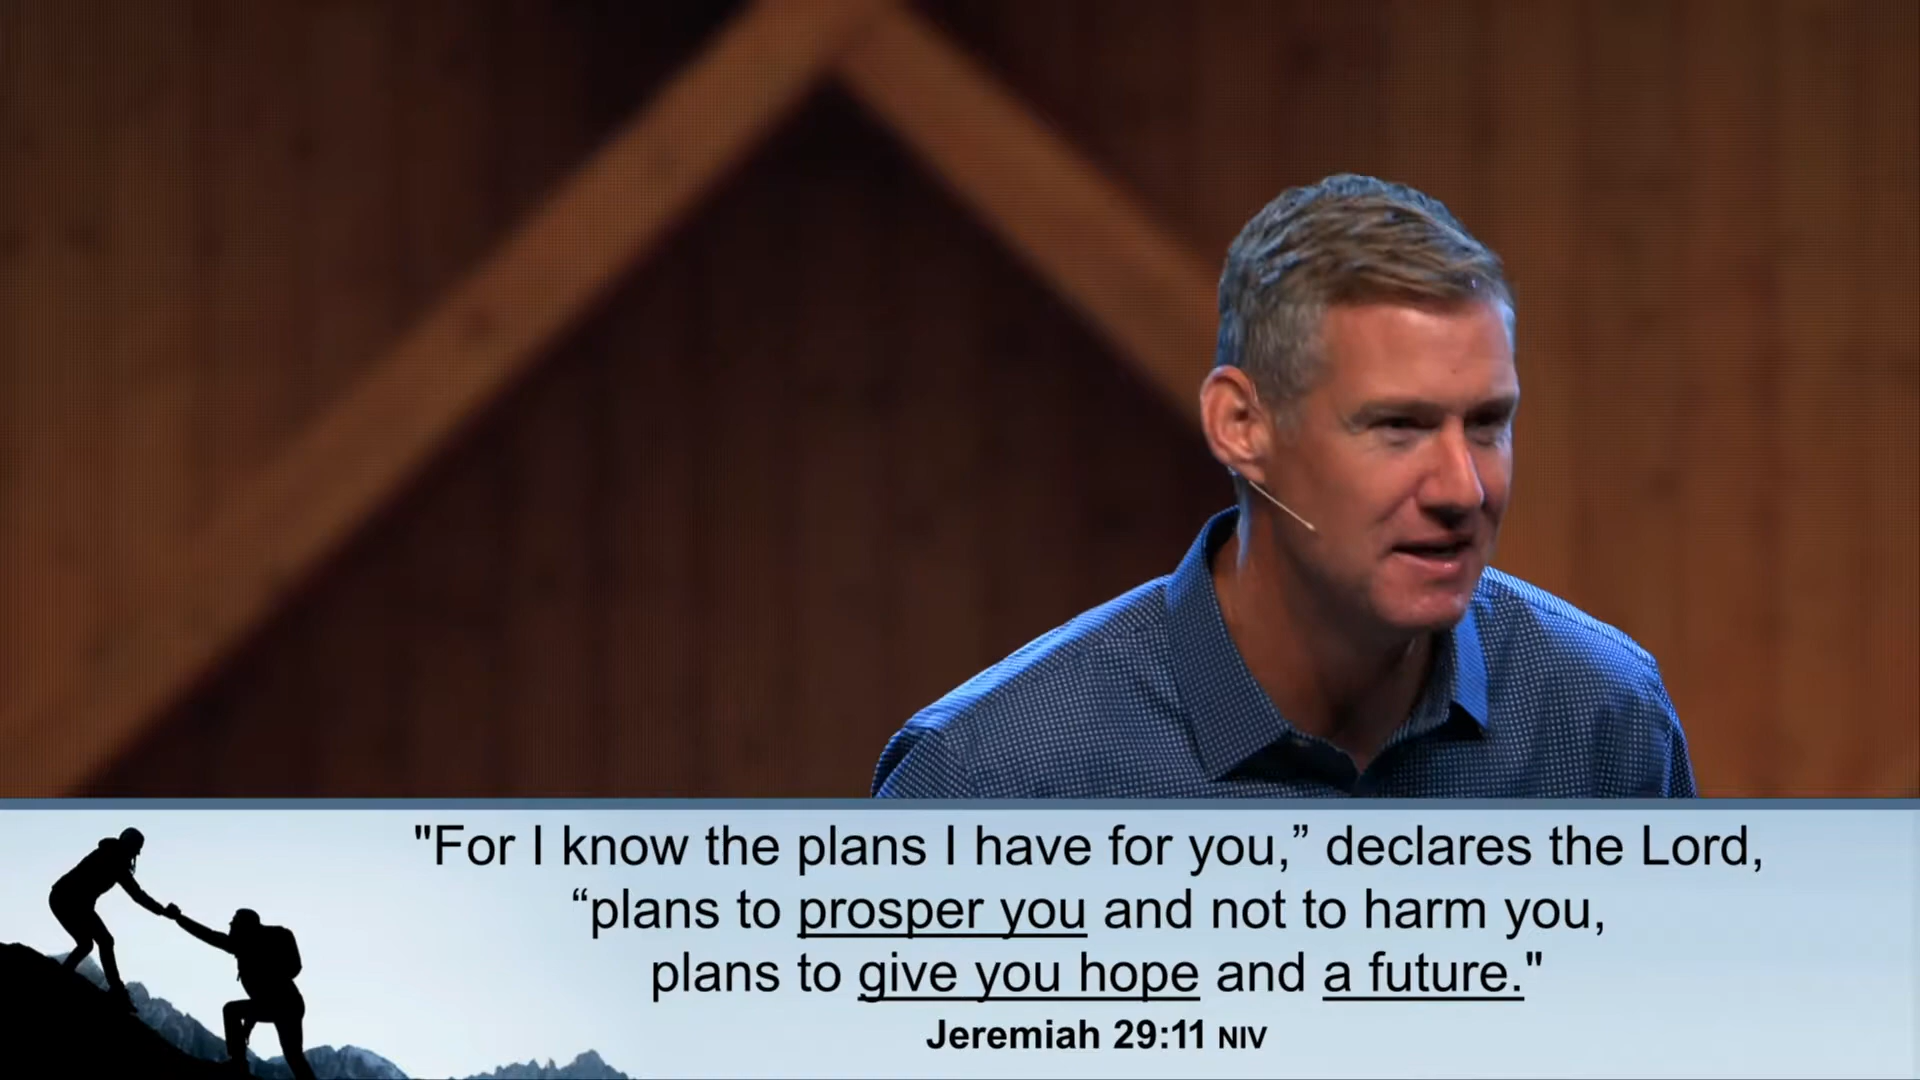 "For I know the plans I have for you,” declares the Lord,
“plans to prosper you and not to harm you,
plans to give you hope and a future."
Jeremiah 29:11 NIV